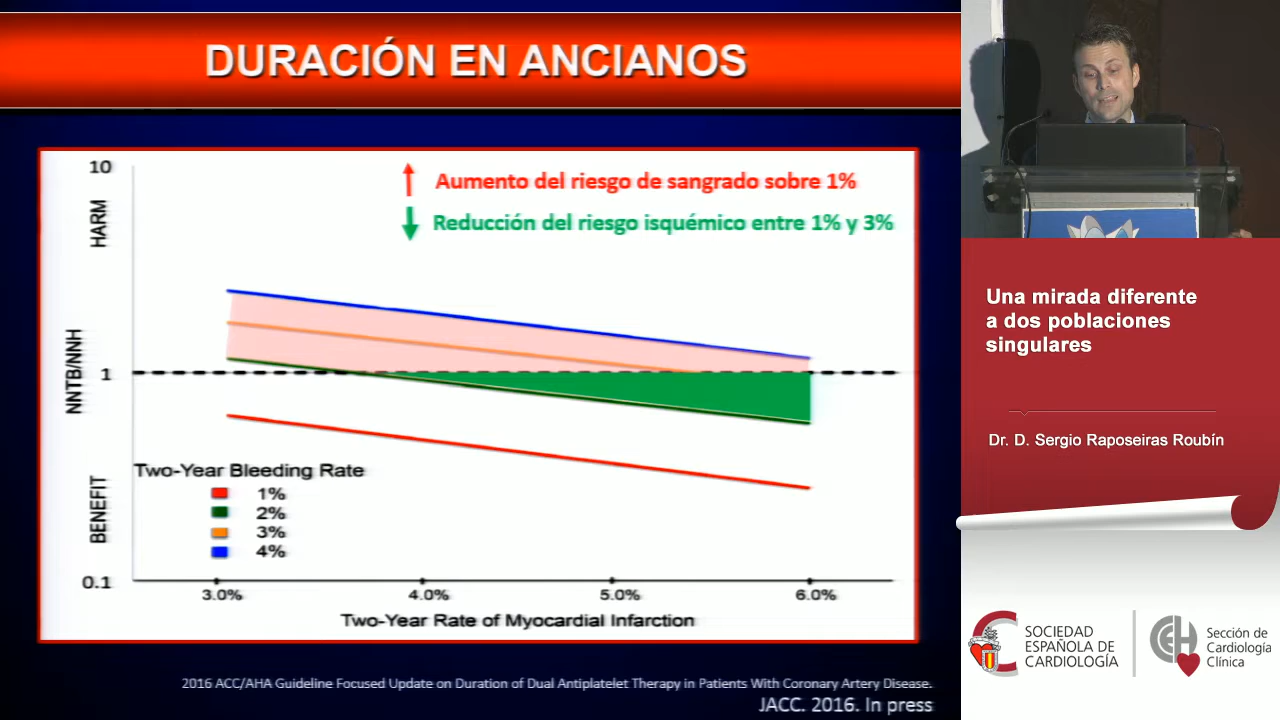 DURACIÓN EN ANCIANOS
10
HARM
Aumento del riesgo de sangrado sobre 1%
Reducción del riesgo isquémico entre 1% y 3%
NNTB/NNH
1
Two-Year Bleeding Rate
1%
2%
3%
4%
BENEFIT
0.1
3.0%
4.0%
5.0%
6.0%
Two-Year Rate of Myocardial Infarction
2016 ACC/AHA Guideline Focused Update on Duration of Dual Antiplatelet Therapy in Patients With Coronary Artery Disease.
JACC. 2016. In press
Una mirada diferente
a dos poblaciones
singulares
Dr. D. Sergio Raposeiras Roubín
SOCIEDAD
ESPAÑOLA DE
CARDIOLOGÍA
Sección de
Cardiología
Clínica